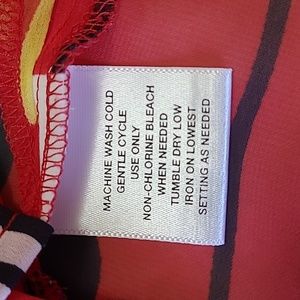 MACHINE WASH COLD
GENTLE CYCLE
USE ONLY
NON-CHLORINE BLEACH
WHEN NEEDED
TUMBLE DRY LOW
IRON ON LOWEST
SETTING AS NEEDED